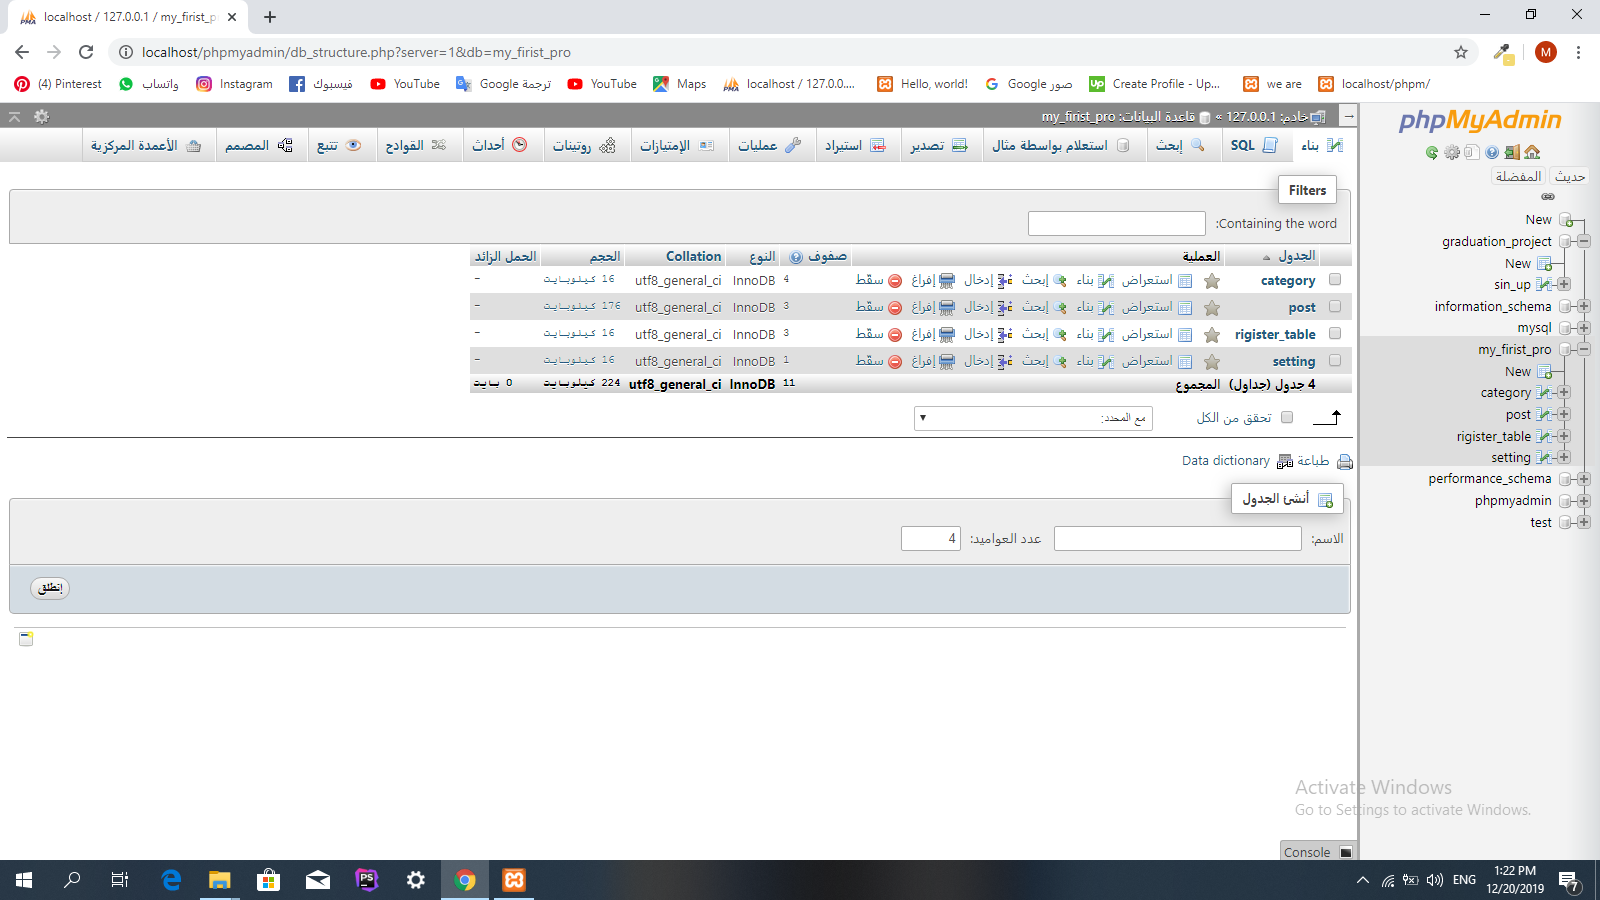 localhost / 127.0.0.1 / my_firist_p
localhost/phpmyadmin/db_structure.php?server=1&db=my_firist_pro
M
(4) Pinterest واتساب Instagram فيسبوك YouTube ترجمة Google YouTube Maps localhost / 127.0.0.... Hello, world! صور Google Create Profile - Up... we are localhost/phpm/
خادم: 127.0.0.1 » قاعدة البيانات: my_firist_pro
بناء SQL إبحث استعلام بواسطة مثال تصدير استيراد عمليات الإمتيازات روتينات أحداث القوادح تتبع المصمم الأعمدة المركزية
Filters
Containing the word:
الجدول العملية صفوف النوع Collation الحجم الحمل الزائد
category استعراض بناء إبحث إدخال إفراغ سقّط 4 InnoDB utf8_general_ci 16 كيلوبايت -
post استعراض بناء إبحث إدخال إفراغ سقّط 3 InnoDB utf8_general_ci 176 كيلوبايت -
rigister_table استعراض بناء إبحث إدخال إفراغ سقّط 3 InnoDB utf8_general_ci 16 كيلوبايت -
setting استعراض بناء إبحث إدخال إفراغ سقّط 1 InnoDB utf8_general_ci 16 كيلوبايت -
4 جدول (جداول) المجموع 11 InnoDB utf8_general_ci 224 كيلوبايت 0 بايت
تحقق من الكل مع المحدد:
طباعة Data dictionary
أنشئ الجدول
الاسم: عدد العواميد: 4
إنطلق
phpMyAdmin
حديث المفضلة
New
graduation_project
New
sin_up
information_schema
mysql
my_firist_pro
New
category
post
rigister_table
setting
performance_schema
phpmyadmin
test
Activate Windows
Go to Settings to activate Windows.
Console
ENG 1:22 PM
12/20/2019
7